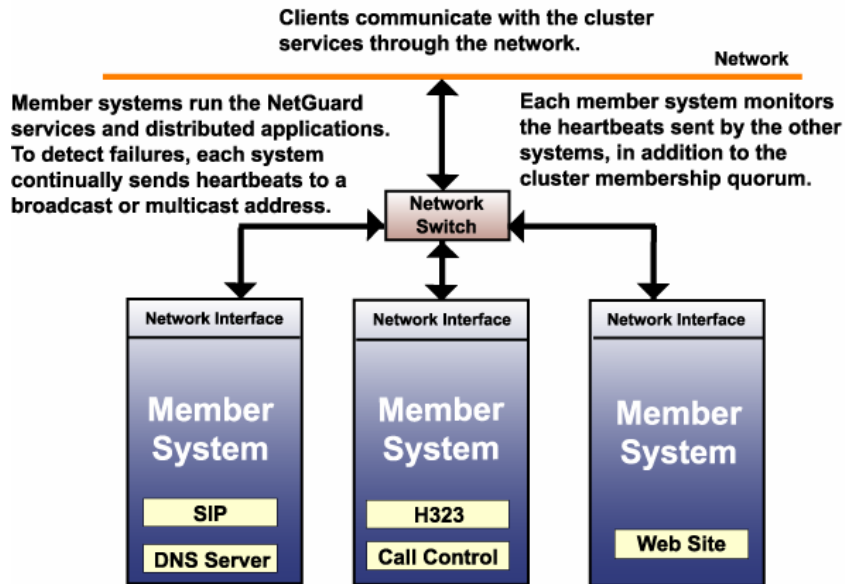 Clients communicate with the cluster
services through the network.
Network
Member systems run the NetGuard
services and distributed applications.
To detect failures, each system
continually sends heartbeats to a
broadcast or multicast address.
Each member system monitors
the heartbeats sent by the other
systems, in addition to the
cluster membership quorum.
Network
Switch
Network Interface
Member
System
SIP
DNS Server
Network Interface
Member
System
H323
Call Control
Network Interface
Member
System
Web Site